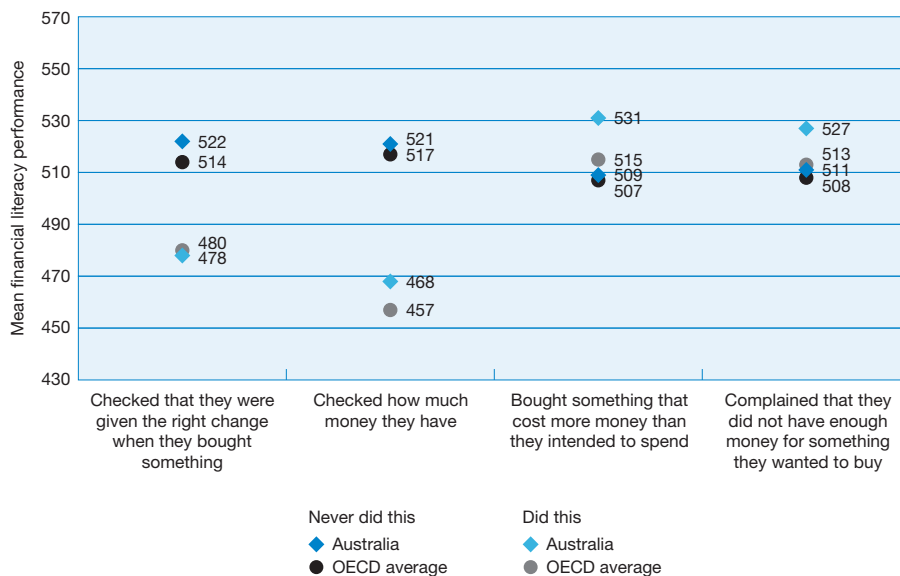 570
550
530
510
490
470
450
430
Mean financial literacy performance
522
514
480
478
521
517
468
457
531
515
509
507
527
513
511
508
Checked that they were
given the right change
when they bought
something
Checked how much
money they have
Bought something that
cost more money than
they intended to spend
Complained that they
did not have enough
money for something
they wanted to buy
Never did this
Australia
OECD average
Did this
Australia
OECD average